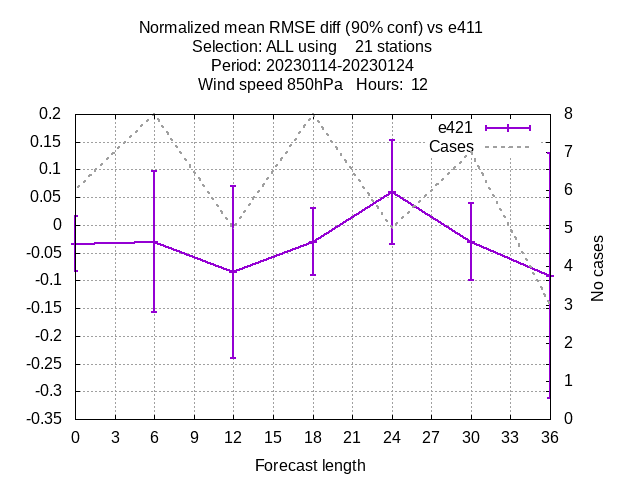 Normalized mean RMSE diff (90% conf) vs e411
Selection: ALL using    21 stations
Period: 20230114-20230124
Wind speed 850hPa   Hours:  12
0.2
0.15
0.1
0.05
0
-0.05
-0.1
-0.15
-0.2
-0.25
-0.3
-0.35
e421
Cases
8
7
6
5
4
3
2
1
0
No cases
0 3 6 9 12 15 18 21 24 27 30 33 36
Forecast length